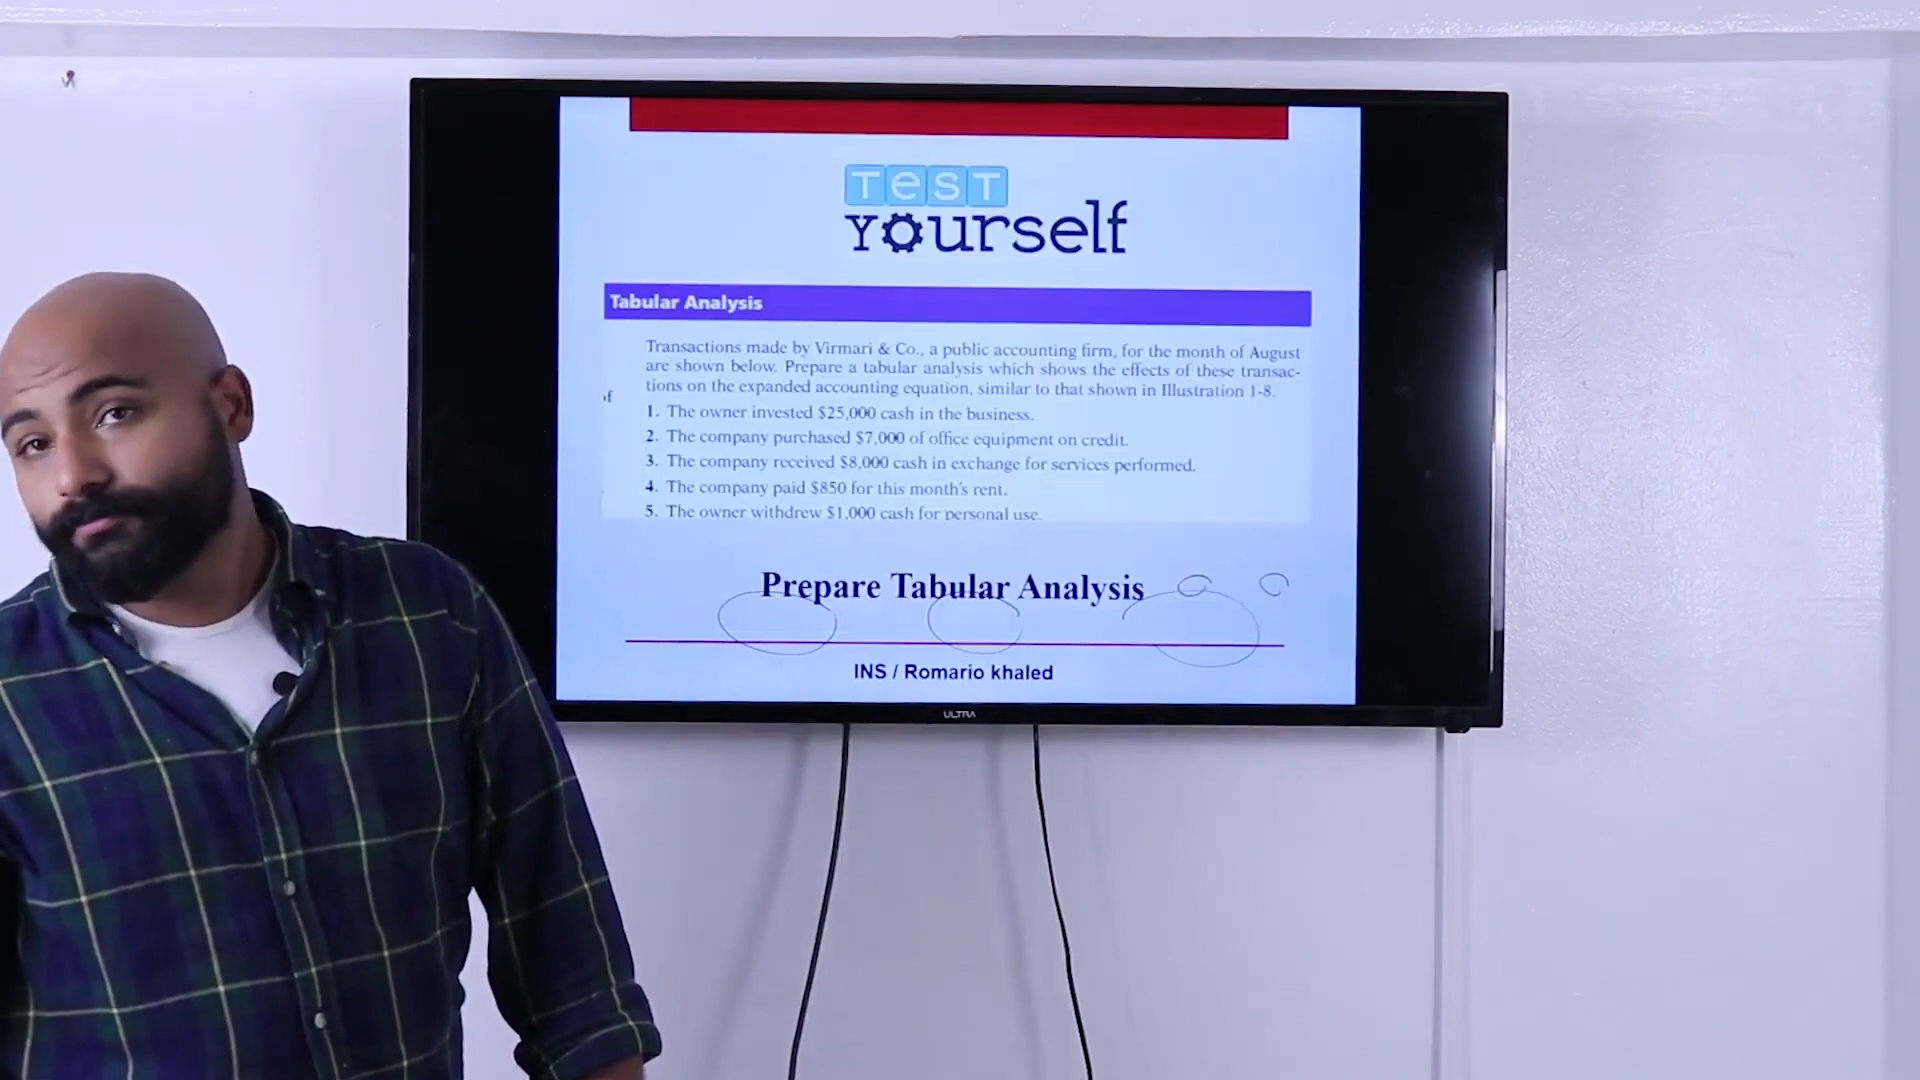 TesT
Yourself
Tabular Analysis
Transactions made by Virmari & Co., a public accounting firm, for the month of August
are shown below. Prepare a tabular analysis which shows the effects of these transac-
tions on the expanded accounting equation, similar to that shown in Illustration 1-8.
of
1. The owner invested $25,000 cash in the business.
2. The company purchased $7,000 of office equipment on credit.
3. The company received $8,000 cash in exchange for services performed.
4. The company paid $850 for this month's rent.
5. The owner withdrew $1,000 cash for personal use.
Prepare Tabular Analysis
INS / Romario khaled
ULTRA